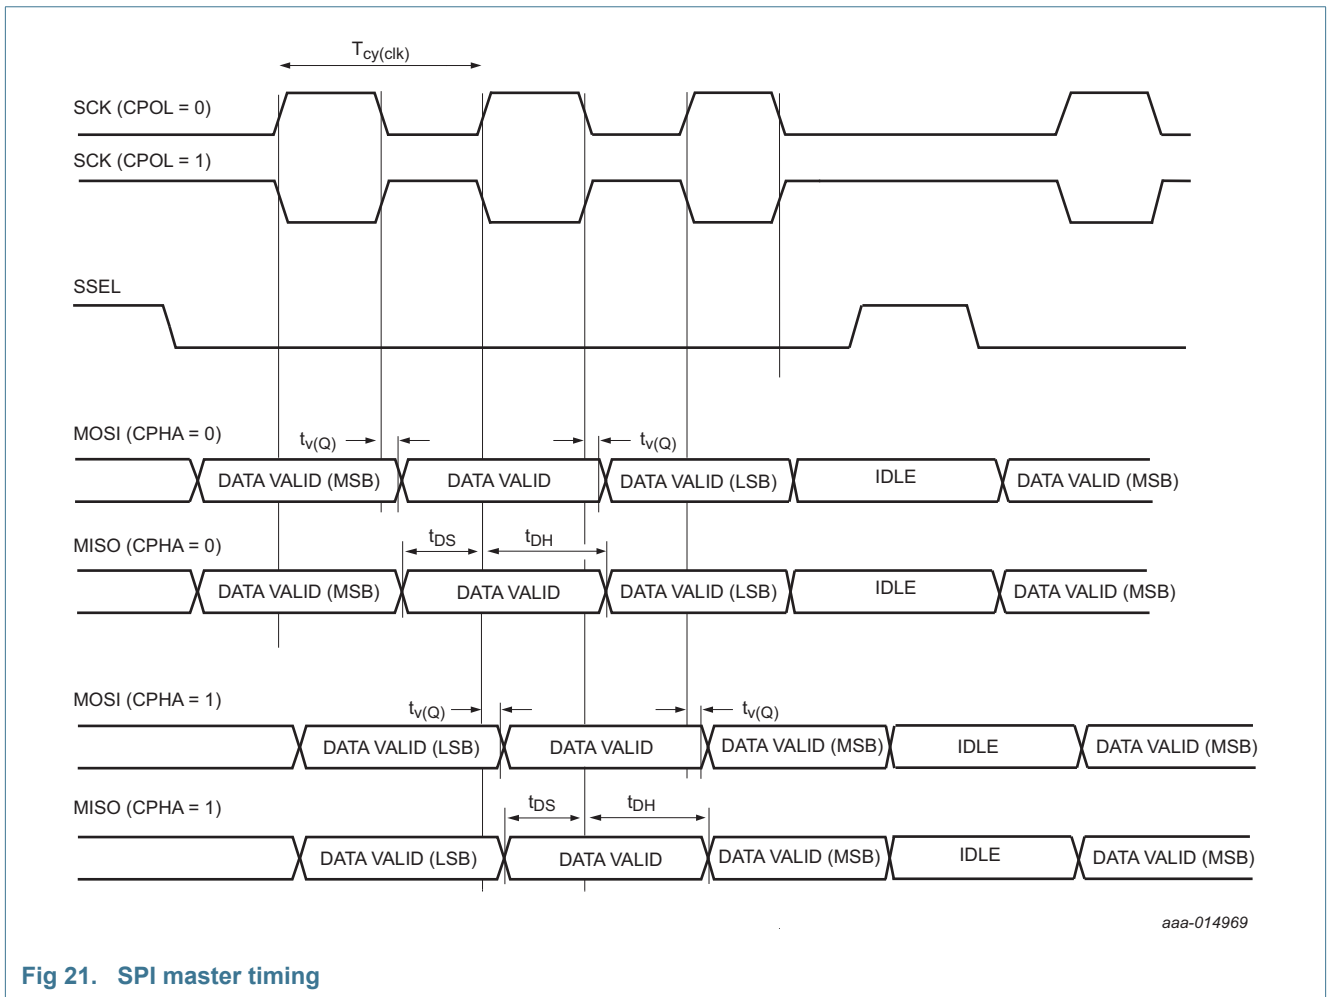 Tcy(clk)
SCK (CPOL = 0)
SCK (CPOL = 1)
SSEL
MOSI (CPHA = 0)
tv(Q)
tv(Q)
DATA VALID (MSB)
DATA VALID
DATA VALID (LSB)
IDLE
DATA VALID (MSB)
MISO (CPHA = 0)
tDS
tDH
DATA VALID (MSB)
DATA VALID
DATA VALID (LSB)
IDLE
DATA VALID (MSB)
MOSI (CPHA = 1)
tv(Q)
tv(Q)
DATA VALID (LSB)
DATA VALID
DATA VALID (MSB)
IDLE
DATA VALID (MSB)
MISO (CPHA = 1)
tDS
tDH
DATA VALID (LSB)
DATA VALID
DATA VALID (MSB)
IDLE
DATA VALID (MSB)
aaa-014969
Fig 21. SPI master timing